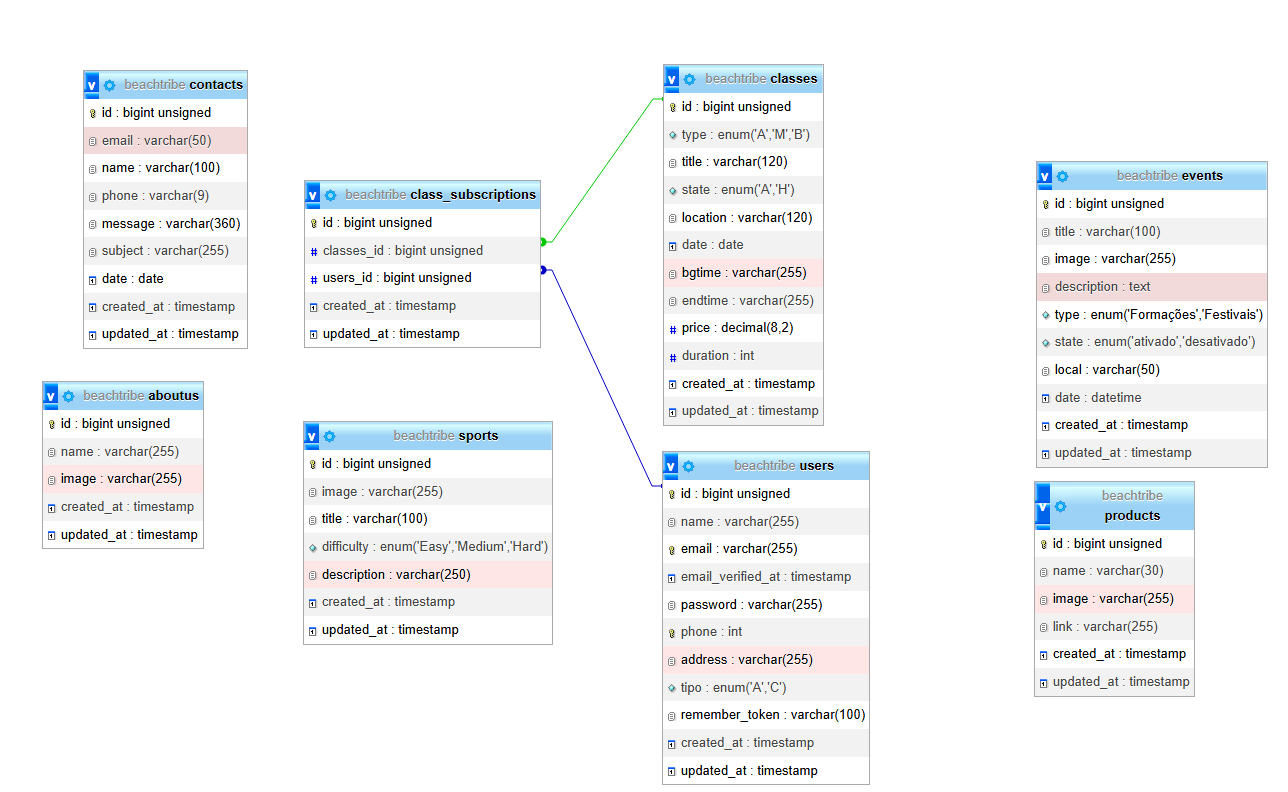 beachtribe contacts
id : bigint unsigned
email : varchar(50)
name : varchar(100)
phone : varchar(9)
message : varchar(360)
subject : varchar(255)
date : date
created_at : timestamp
updated_at : timestamp
beachtribe aboutus
id : bigint unsigned
name : varchar(255)
image : varchar(255)
created_at : timestamp
updated_at : timestamp
beachtribe class_subscriptions
id : bigint unsigned
classes_id : bigint unsigned
users_id : bigint unsigned
created_at : timestamp
updated_at : timestamp
beachtribe sports
id : bigint unsigned
image : varchar(255)
title : varchar(100)
difficulty : enum('Easy','Medium','Hard')
description : varchar(250)
created_at : timestamp
updated_at : timestamp
beachtribe classes
id : bigint unsigned
type : enum('A','M','B')
title : varchar(120)
state : enum('A','H')
location : varchar(120)
date : date
bgtime : varchar(255)
endtime : varchar(255)
price : decimal(8,2)
duration : int
created_at : timestamp
updated_at : timestamp
beachtribe users
id : bigint unsigned
name : varchar(255)
email : varchar(255)
email_verified_at : timestamp
password : varchar(255)
phone : int
address : varchar(255)
tipo : enum('A','C')
remember_token : varchar(100)
created_at : timestamp
updated_at : timestamp
beachtribe events
id : bigint unsigned
title : varchar(100)
image : varchar(255)
description : text
type : enum('Formações','Festivais')
state : enum('ativado','desativado')
local : varchar(50)
date : datetime
created_at : timestamp
updated_at : timestamp
beachtribe
products
id : bigint unsigned
name : varchar(30)
image : varchar(255)
link : varchar(255)
created_at : timestamp
updated_at : timestamp